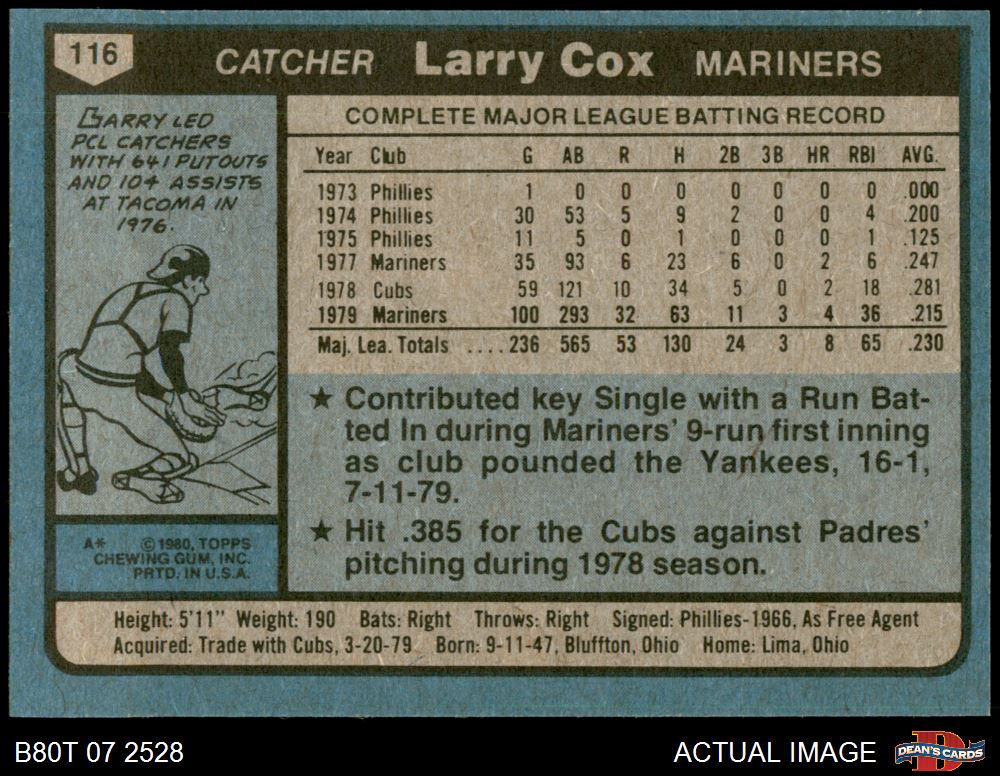 116
CATCHER Larry Cox MARINERS
LARRY LED
PCL CATCHERS
WITH 641 PUTOUTS
AND 104 ASSISTS
AT TACOMA IN
1976.
COMPLETE MAJOR LEAGUE BATTING RECORD
Year Club G AB R H 2B 3B HR RBI AVG.
1973 Phillies 1 0 0 0 0 0 0 0 .000
1974 Phillies 30 53 5 9 2 0 0 4 .200
1975 Phillies 11 5 0 1 0 0 0 1 .125
1977 Mariners 35 93 6 23 6 0 2 6 .247
1978 Cubs 59 121 10 34 5 0 2 18 .281
1979 Mariners 100 293 32 63 11 3 4 36 .215
Maj. Lea. Totals ....236 565 53 130 24 3 8 65 .230
★ Contributed key Single with a Run Bat-
ted In during Mariners' 9-run first inning
as club pounded the Yankees, 16-1,
7-11-79.
★ Hit .385 for the Cubs against Padres'
pitching during 1978 season.
A* © 1980, TOPPS
CHEWING GUM, INC.
PRTD. IN U.S.A.
Height: 5'11" Weight: 190 Bats: Right Throws: Right Signed: Phillies-1966, As Free Agent
Acquired: Trade with Cubs, 3-20-79 Born: 9-11-47, Bluffton, Ohio Home: Lima, Ohio
B80T 07 2528 ACTUAL IMAGE DEAN'S CARDS